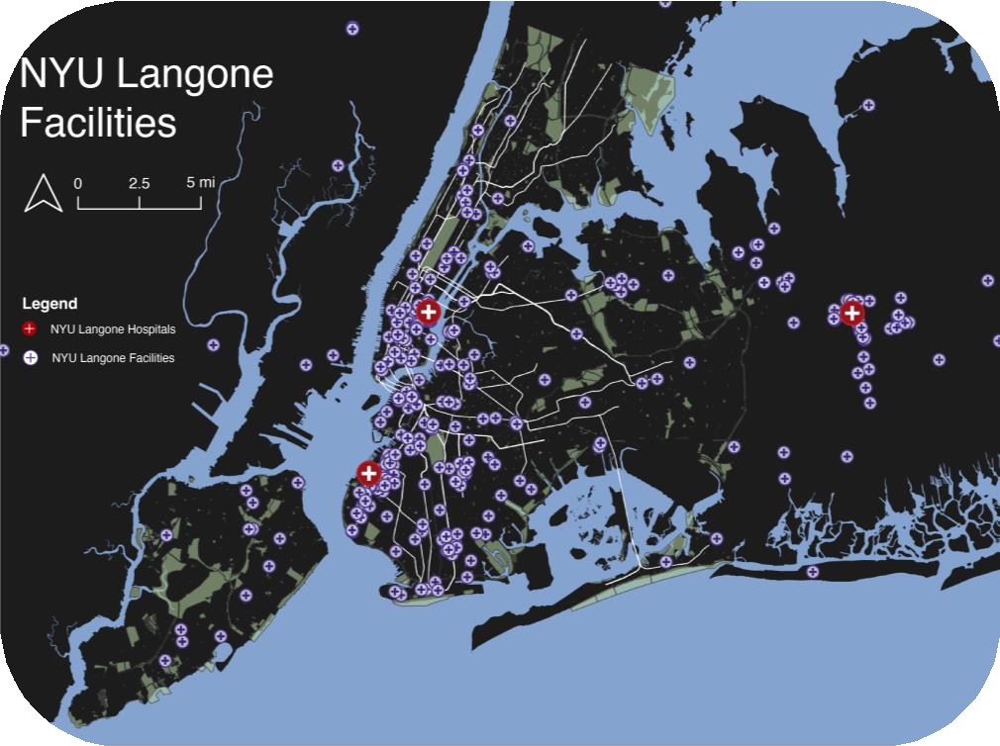 NYU Langone
Facilities
0 2.5 5 mi
Legend
NYU Langone Hospitals
NYU Langone Facilities